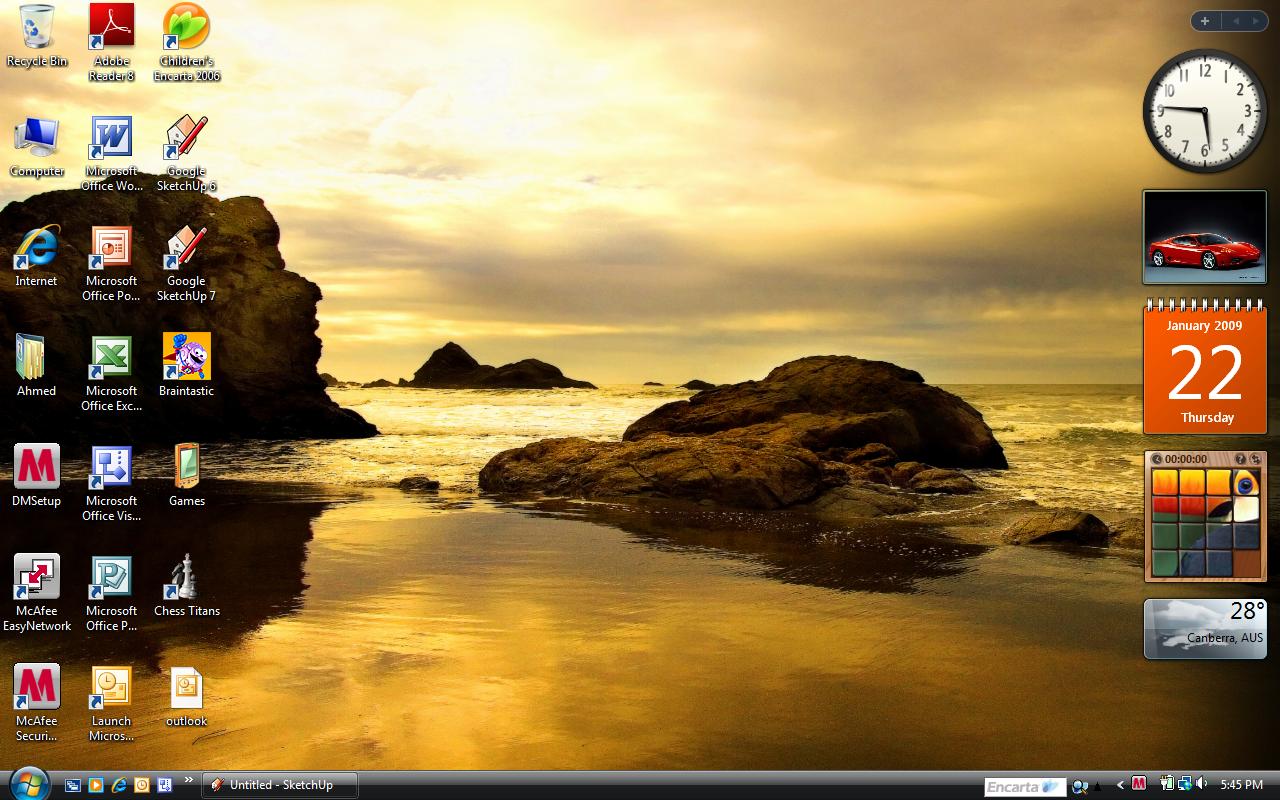 Recycle Bin
Adobe
Reader 8
Children's
Encarta 2006
Computer
Microsoft
Office Wo...
Google
SketchUp 6
Internet
Microsoft
Office Po...
Google
SketchUp 7
Ahmed
Microsoft
Office Exc...
Braintastic
DMSetup
Microsoft
Office Vis...
Games
McAfee
EasyNetwork
Microsoft
Office P...
Chess Titans
McAfee
Securi...
Launch
Micros...
outlook
12
1
2
3
4
5
6
7
8
9
10
11
January 2009
22
Thursday
00:00:00
28°
Canberra, AUS
Untitled - SketchUp
Encarta
5:45 PM